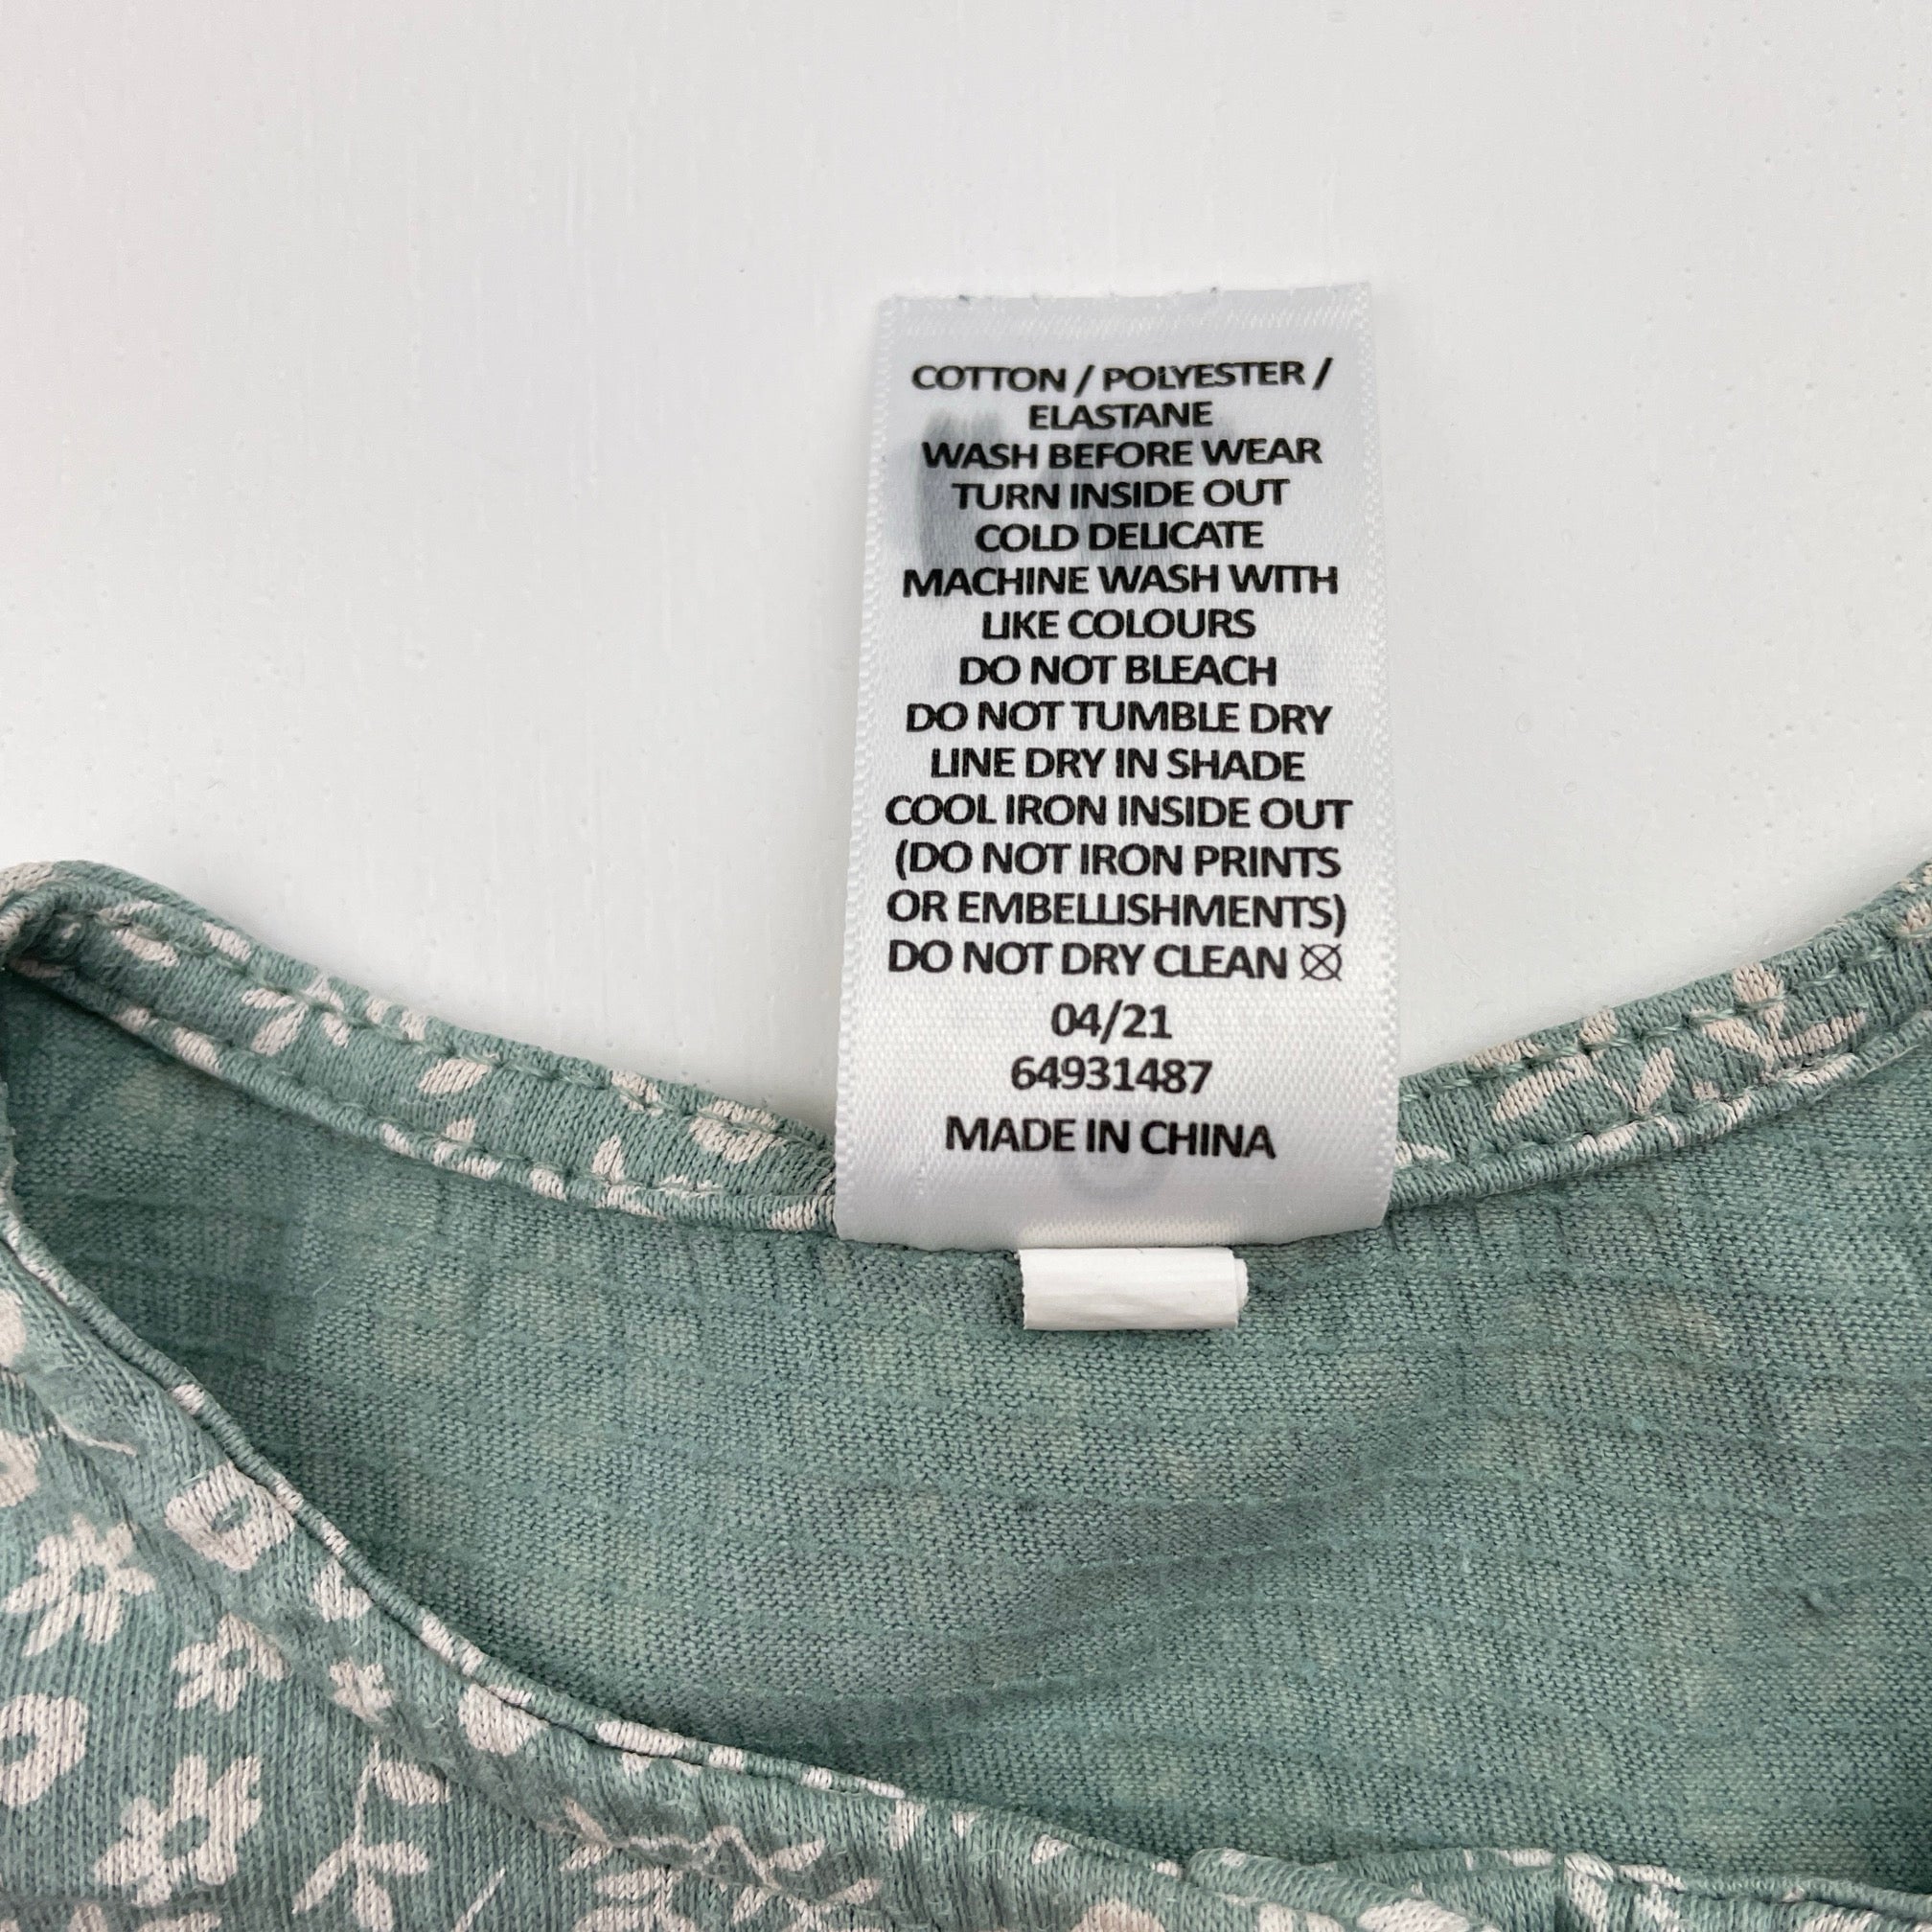 COTTON / POLYESTER /
ELASTANE
WASH BEFORE WEAR
TURN INSIDE OUT
COLD DELICATE
MACHINE WASH WITH
LIKE COLOURS
DO NOT BLEACH
DO NOT TUMBLE DRY
LINE DRY IN SHADE
COOL IRON INSIDE OUT
(DO NOT IRON PRINTS
OR EMBELLISHMENTS)
DO NOT DRY CLEAN
04/21
64931487
MADE IN CHINA